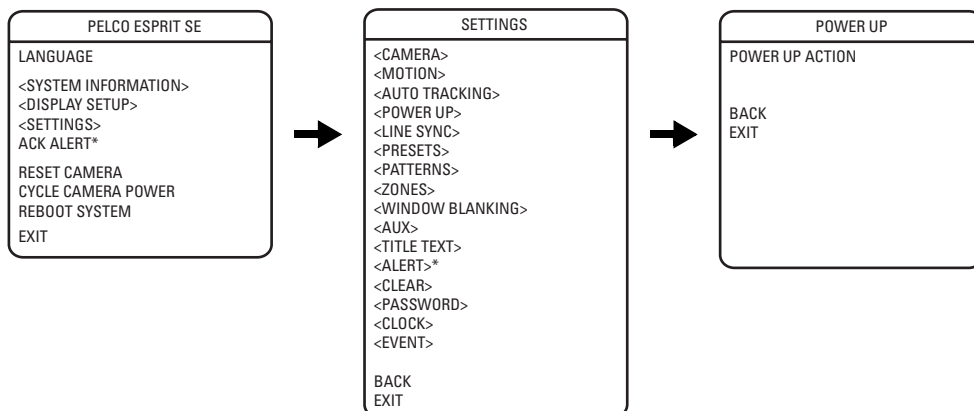 PELCO ESPRIT SE
LANGUAGE
<SYSTEM INFORMATION>
<DISPLAY SETUP>
<SETTINGS>
ACK ALERT*
RESET CAMERA
CYCLE CAMERA POWER
REBOOT SYSTEM
EXIT
SETTINGS
<CAMERA>
<MOTION>
<AUTO TRACKING>
<POWER UP>
<LINE SYNC>
<PRESETS>
<PATTERNS>
<ZONES>
<WINDOW BLANKING>
<AUX>
<TITLE TEXT>
<ALERT>*
<CLEAR>
<PASSWORD>
<CLOCK>
<EVENT>
BACK
EXIT
POWER UP
POWER UP ACTION
BACK
EXIT